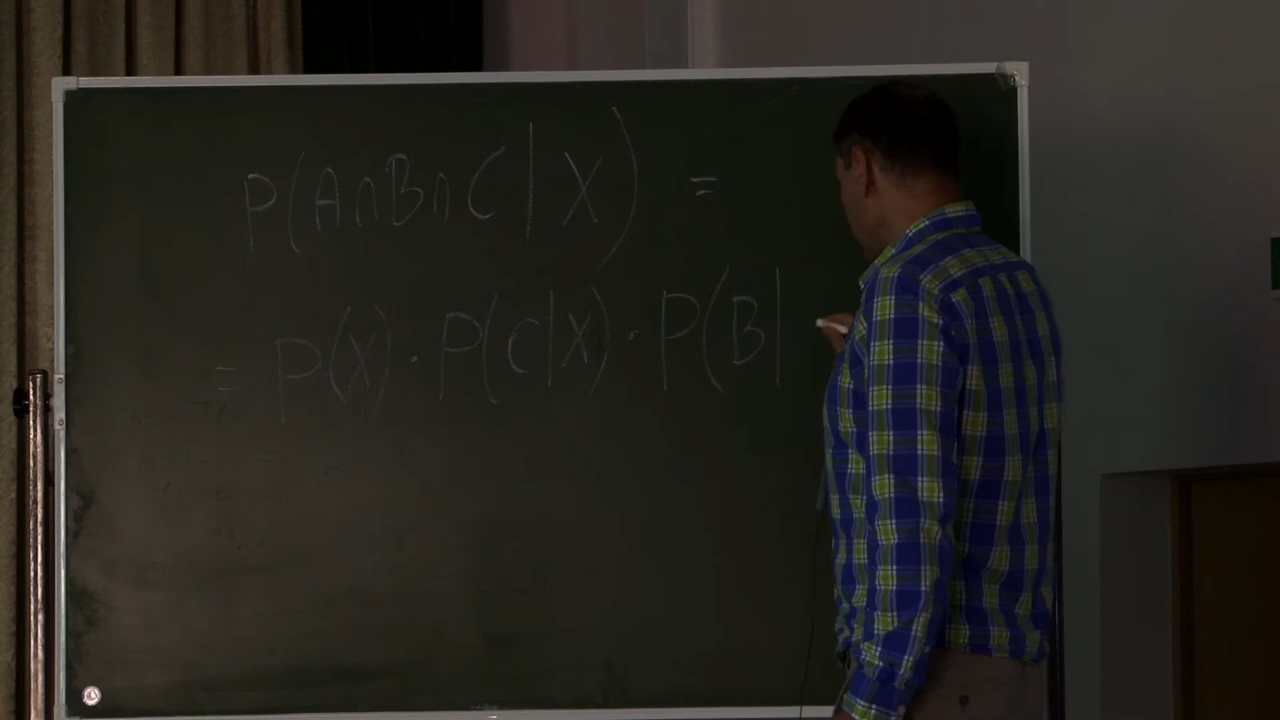 P(A∩B∩C|X) =
= P(X)·P(C|X)·P(B|